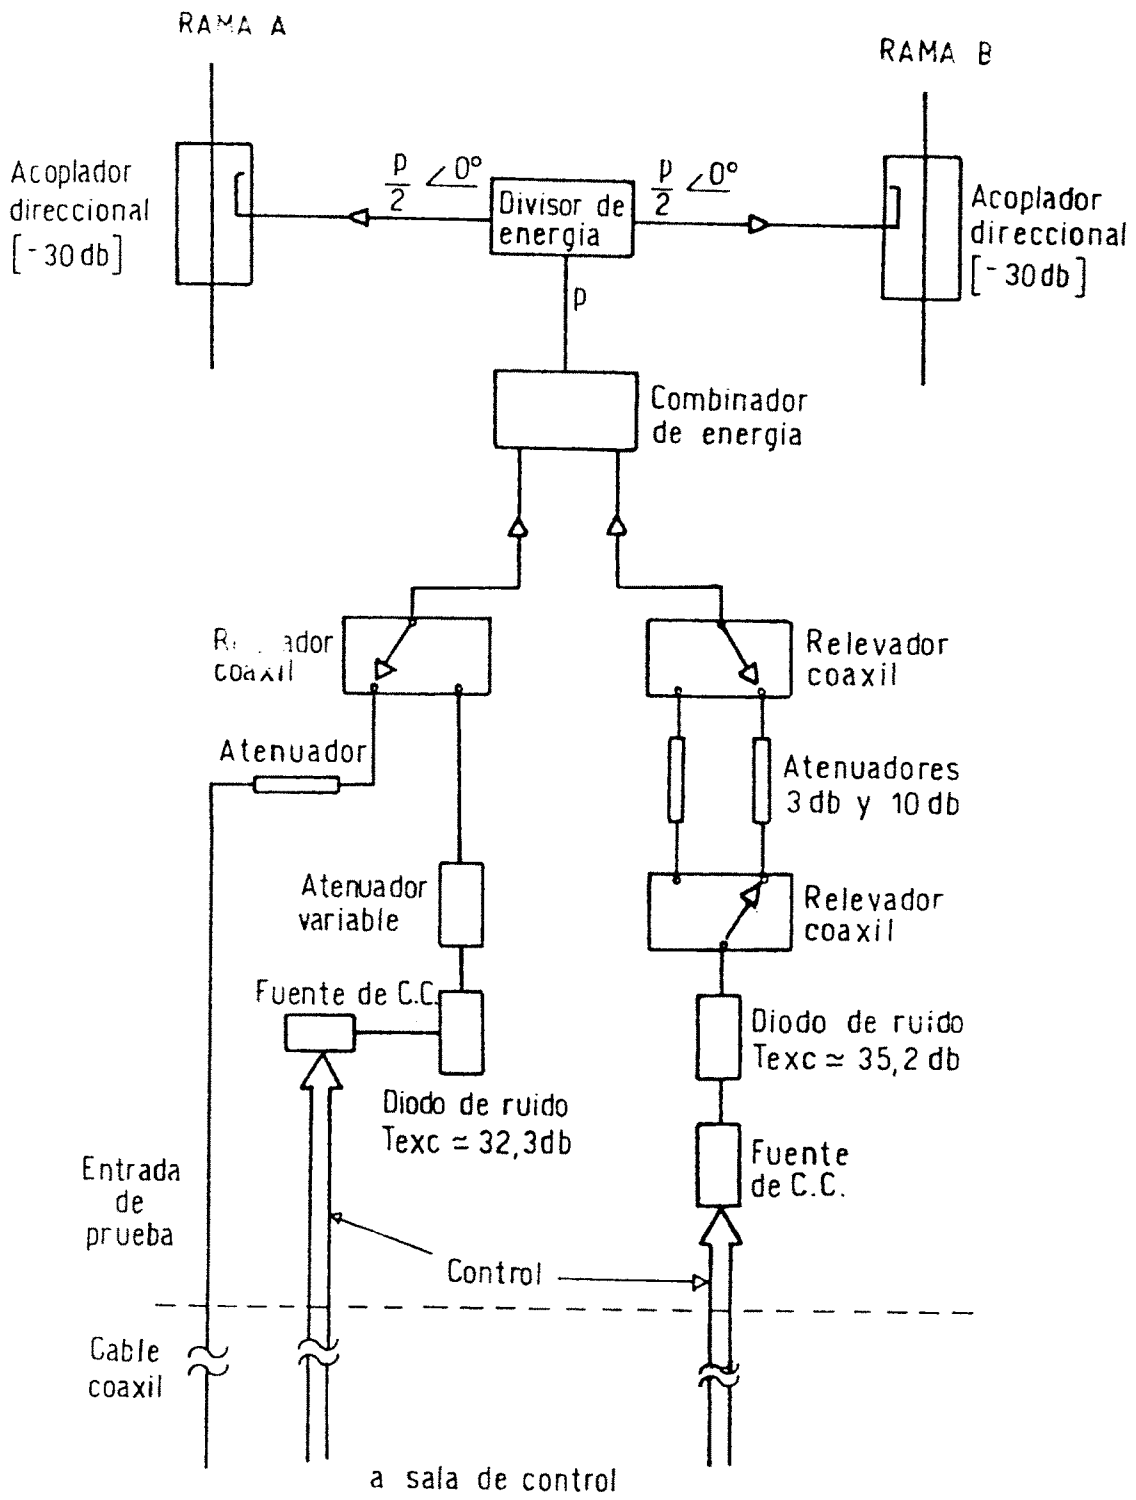 RAMA A
RAMA B
Acoplador
direccional
[-30 db]
p/2 ∠0°
Divisor de
energía
p/2 ∠0°
Acoplador
direccional
[-30 db]
p
Combinador
de energía
coaxil
Relevador
coaxil
Atenuador
Atenuadores
3 db y 10 db
Atenuador
variable
Relevador
coaxil
Fuente de C.C.
Diodo de ruido
Texc ≃ 35,2 db
Diodo de ruido
Texc ≃ 32,3db
Fuente
de C.C.
Entrada
de
prueba
Control
Cable
coaxil
a sala de control